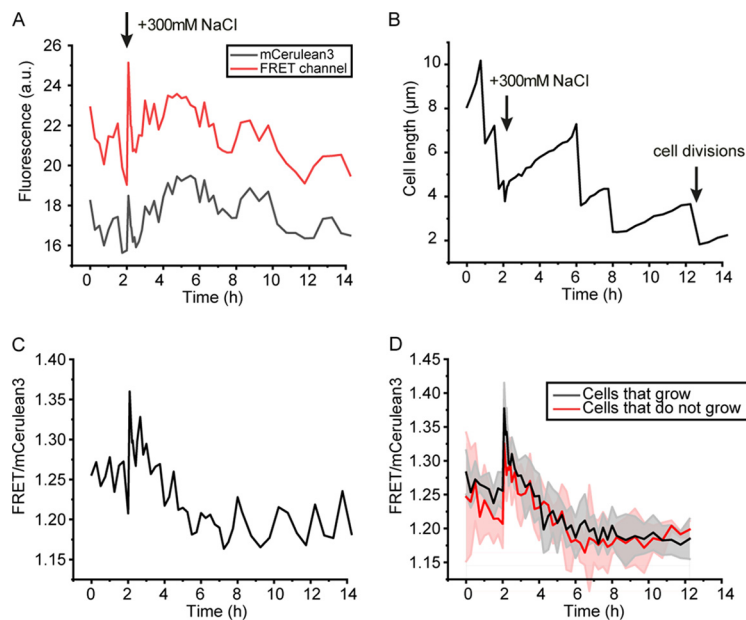 A
+300mM NaCl
mCerulean3
FRET channel
26
24
22
20
18
16
Fluorescence (a.u.)
0 2 4 6 8 10 12 14
Time (h)
B
+300mM NaCl
cell divisions
10
8
6
4
2
Cell length (µm)
0 2 4 6 8 10 12 14
Time (h)
C
1.40
1.35
1.30
1.25
1.20
1.15
FRET/mCerulean3
0 2 4 6 8 10 12 14
Time (h)
D
Cells that grow
Cells that do not grow
1.45
1.40
1.35
1.30
1.25
1.20
1.15
FRET/mCerulean3
0 2 4 6 8 10 12 14
Time (h)